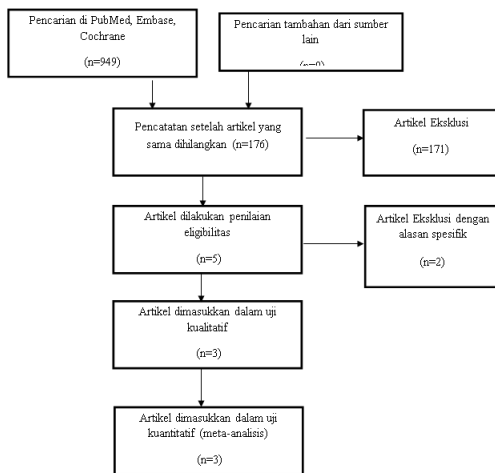 Pencarian di PubMed, Embase,
Cochrane
(n=949)
Pencarian tambahan dari sumber
lain
Pencatatan setelah artikel yang
sama dihilangkan (n=176)
Artikel Eksklusi
(n=171)
Artikel dilakukan penilaian
eligibilitas
(n=5)
Artikel Eksklusi dengan
alasan spesifik
(n=2)
Artikel dimasukkan dalam uji
kualitatif
(n=3)
Artikel dimasukkan dalam uji
kuantitatif (meta-analisis)
(n=3)